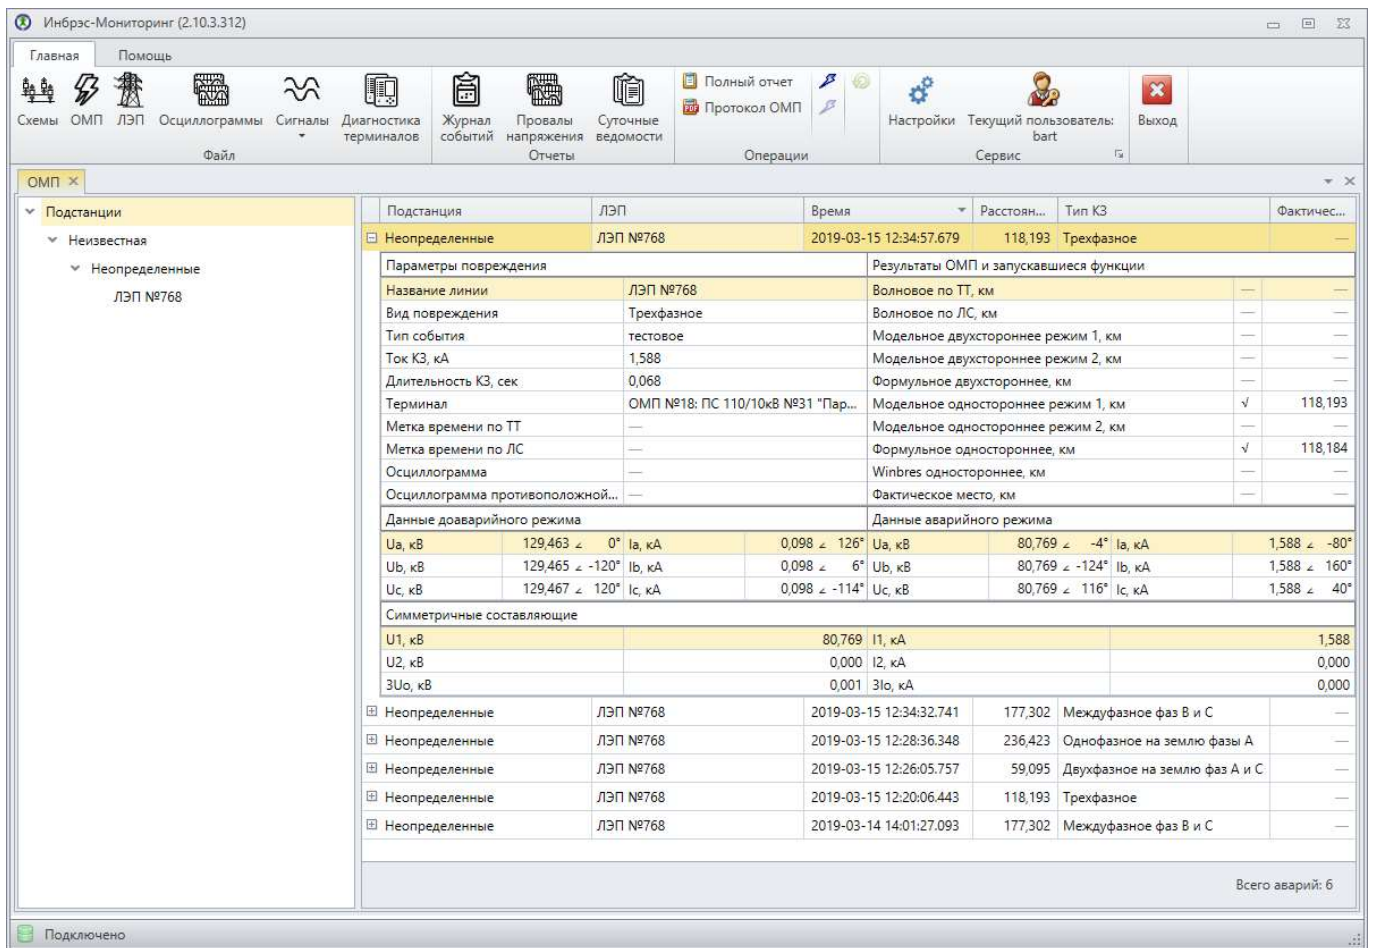 Инбрэс-Мониторинг (2.10.3.312)
Главная Помощь
Схемы ОМП ЛЭП Осциллограммы Сигналы Диагностика терминалов Журнал событий Провалы напряжения Суточные ведомости Полный отчет Протокол ОМП Настройки Текущий пользователь: bart Выход
Файл Отчеты Операции Сервис
ОМП
Подстанции
Неизвестная
Неопределенные
ЛЭП №768
Подстанция ЛЭП Время Расстоян... Тип КЗ Фактичес...
Неопределенные ЛЭП №768 2019-03-15 12:34:57.679 118,193 Трехфазное —
Параметры повреждения Результаты ОМП и запускавшиеся функции
Название линии ЛЭП №768 Волновое по ТТ, км — —
Вид повреждения Трехфазное Волновое по ЛС, км — —
Тип события тестовое Модельное двухстороннее режим 1, км — —
Ток КЗ, кА 1,588 Модельное двухстороннее режим 2, км — —
Длительность КЗ, сек 0,068 Формульное двухстороннее, км — —
Терминал ОМП №18: ПС 110/10кВ №31 "Пар... Модельное одностороннее режим 1, км √ 118,193
Метка времени по ТТ — Модельное одностороннее режим 2, км — —
Метка времени по ЛС — Формульное одностороннее, км √ 118,184
Осциллограмма — Winbres одностороннее, км — —
Осциллограмма противоположной... — Фактическое место, км — —
Данные доаварийного режима Данные аварийного режима
Ua, кВ 129,463 ∠ 0° Ia, кА 0,098 ∠ 126° Ua, кВ 80,769 ∠ -4° Ia, кА 1,588 ∠ -80°
Ub, кВ 129,465 ∠ -120° Ib, кА 0,098 ∠ 6° Ub, кВ 80,769 ∠ -124° Ib, кА 1,588 ∠ 160°
Uc, кВ 129,467 ∠ 120° Ic, кА 0,098 ∠ -114° Uc, кВ 80,769 ∠ 116° Ic, кА 1,588 ∠ 40°
Симметричные составляющие
U1, кВ 80,769 I1, кА 1,588
U2, кВ 0,000 I2, кА 0,000
3Uo, кВ 0,001 3Io, кА 0,000
Неопределенные ЛЭП №768 2019-03-15 12:34:32.741 177,302 Междуфазное фаз В и С —
Неопределенные ЛЭП №768 2019-03-15 12:28:36.348 236,423 Однофазное на землю фазы А —
Неопределенные ЛЭП №768 2019-03-15 12:26:05.757 59,095 Двухфазное на землю фаз А и С —
Неопределенные ЛЭП №768 2019-03-15 12:20:06.443 118,193 Трехфазное —
Неопределенные ЛЭП №768 2019-03-14 14:01:27.093 177,302 Междуфазное фаз В и С —
Всего аварий: 6
Подключено